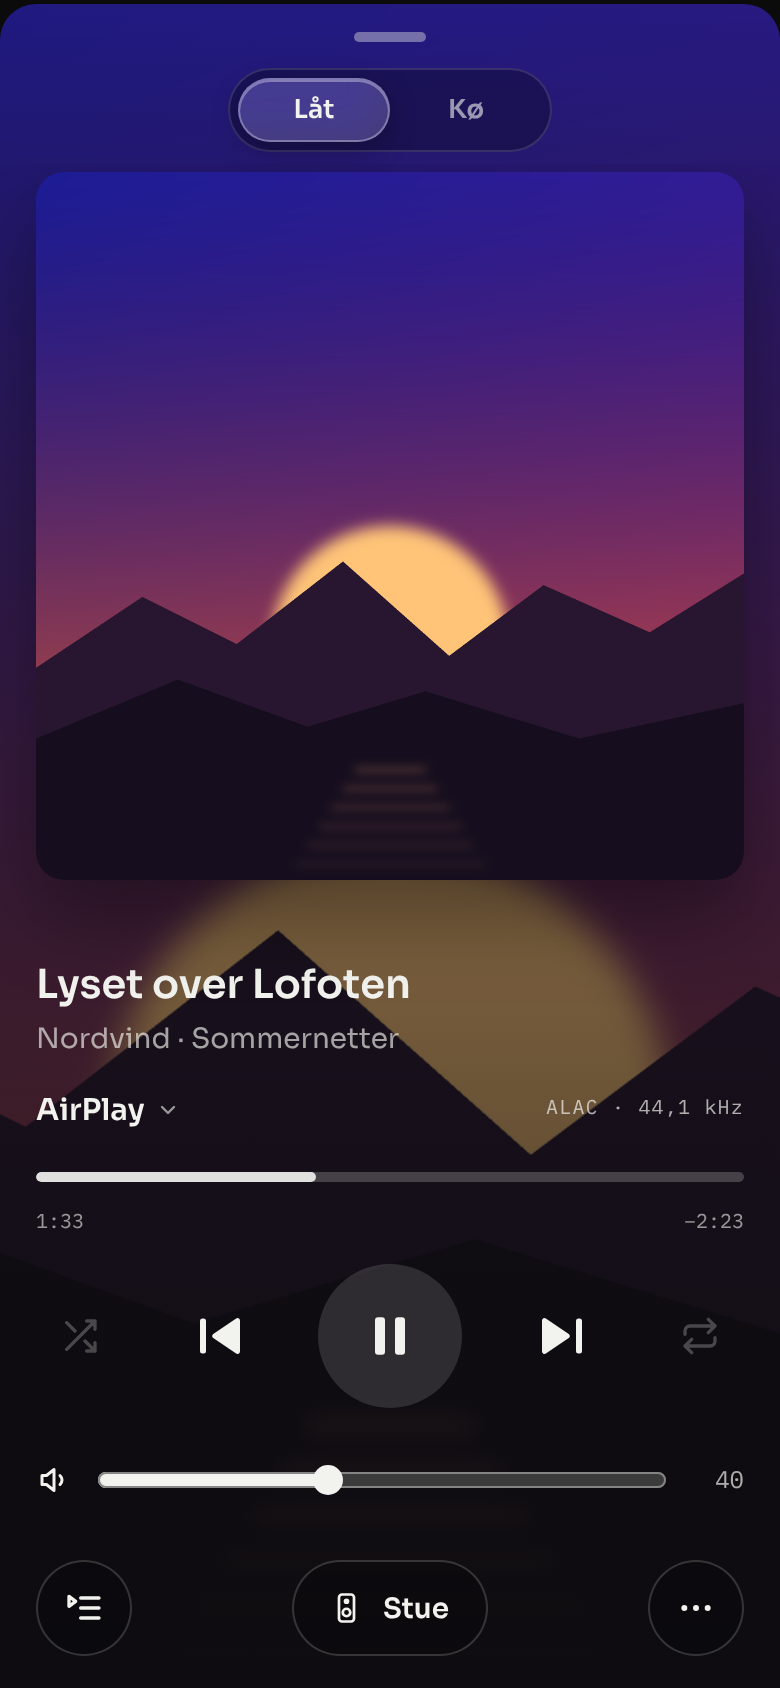 Låt
Kø
Lyset over Lofoten
Nordvind · Sommernetter
AirPlay
ALAC · 44,1 kHz
1:33
−2:23
40
Stue